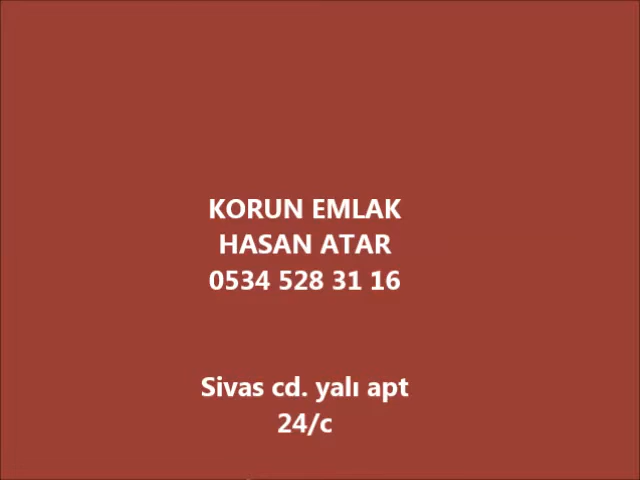 KORUN EMLAK
HASAN ATAR
0534 528 31 16
Sivas cd. yalı apt
24/c